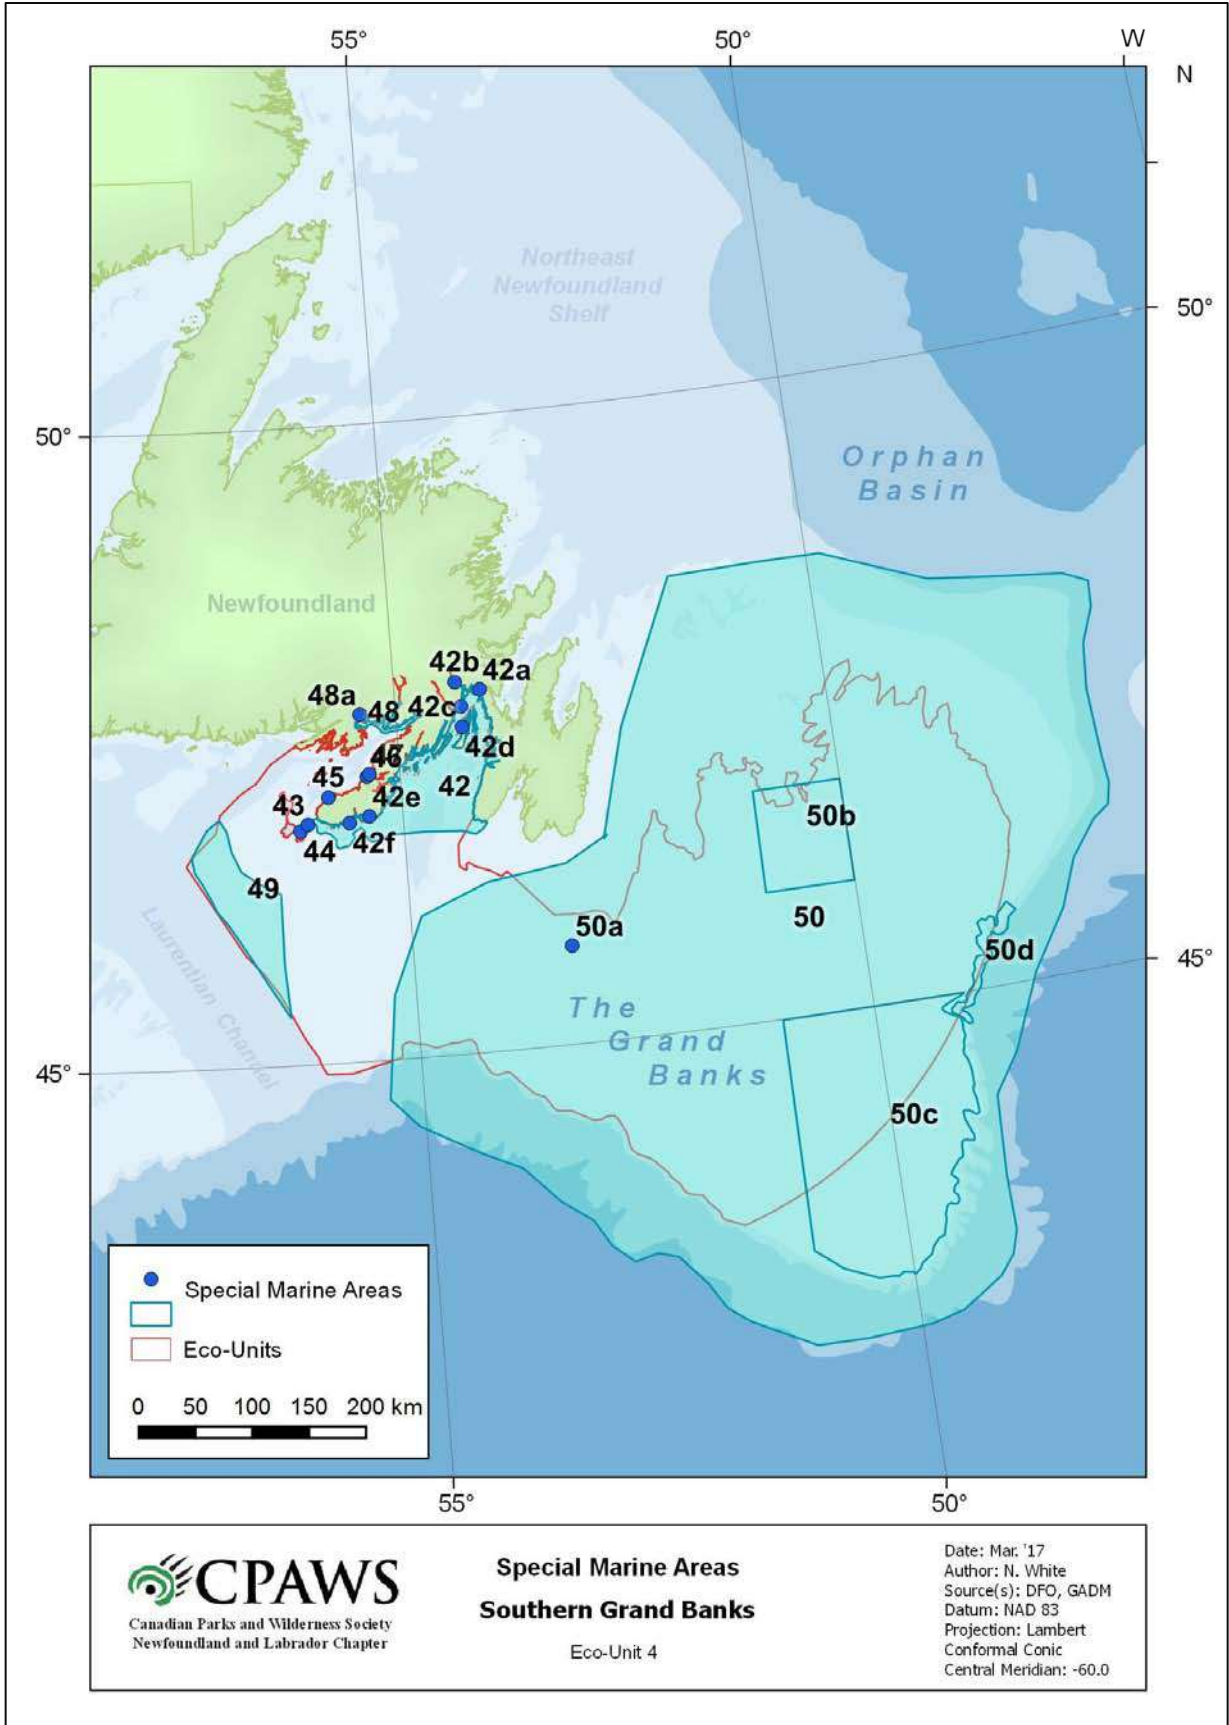 55°
50°
W
N
Northeast
Newfoundland
Shelf
50°
50°
Orphan
Basin
Newfoundland
42b
42a
48a
48
42c
42d
46
45
42
42e
43
44
42f
50b
49
50
50a
50d
45°
Laurentian Channel
The
Grand
Banks
45°
50c
Special Marine Areas
Eco-Units
0 50 100 150 200 km
55°
50°
CPAWS
Canadian Parks and Wilderness Society
Newfoundland and Labrador Chapter
Special Marine Areas
Southern Grand Banks
Eco-Unit 4
Date: Mar. '17
Author: N. White
Source(s): DFO, GADM
Datum: NAD 83
Projection: Lambert
Conformal Conic
Central Meridian: -60.0